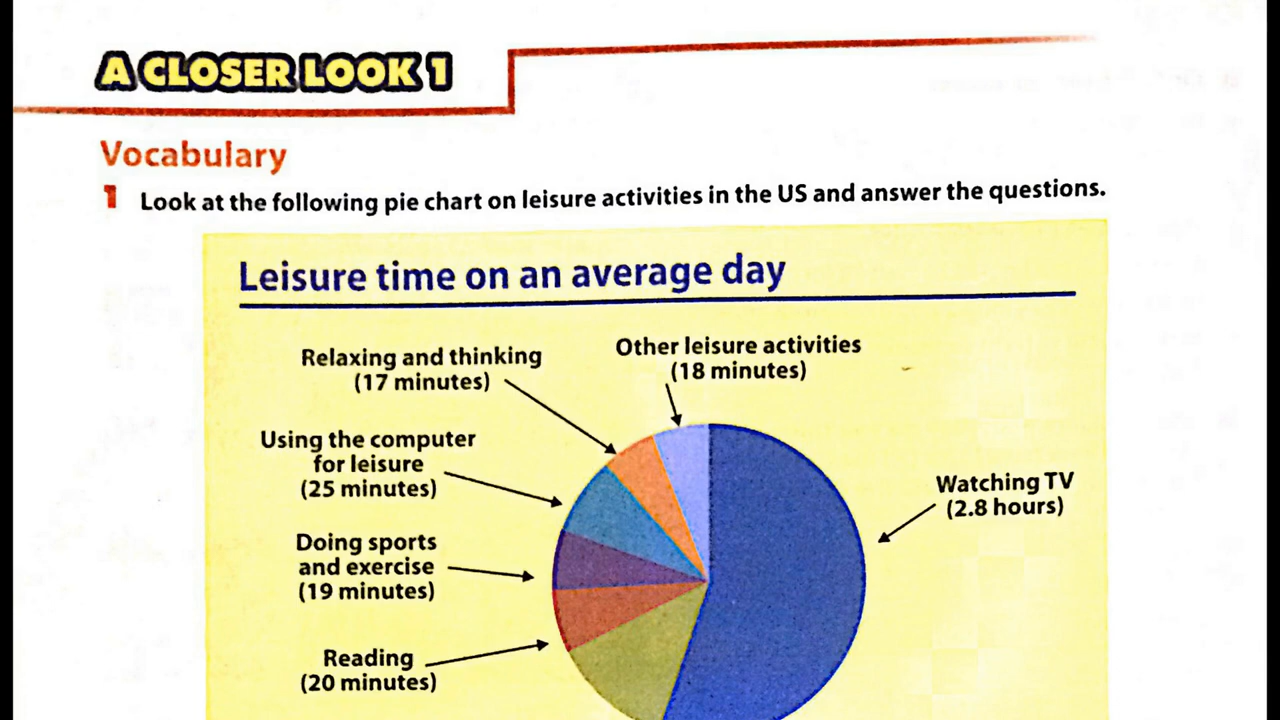 A CLOSER LOOK 1
Vocabulary
1 Look at the following pie chart on leisure activities in the US and answer the questions.
Leisure time on an average day
Relaxing and thinking
(17 minutes)
Other leisure activities
(18 minutes)
Using the computer
for leisure
(25 minutes)
Watching TV
(2.8 hours)
Doing sports
and exercise
(19 minutes)
Reading
(20 minutes)